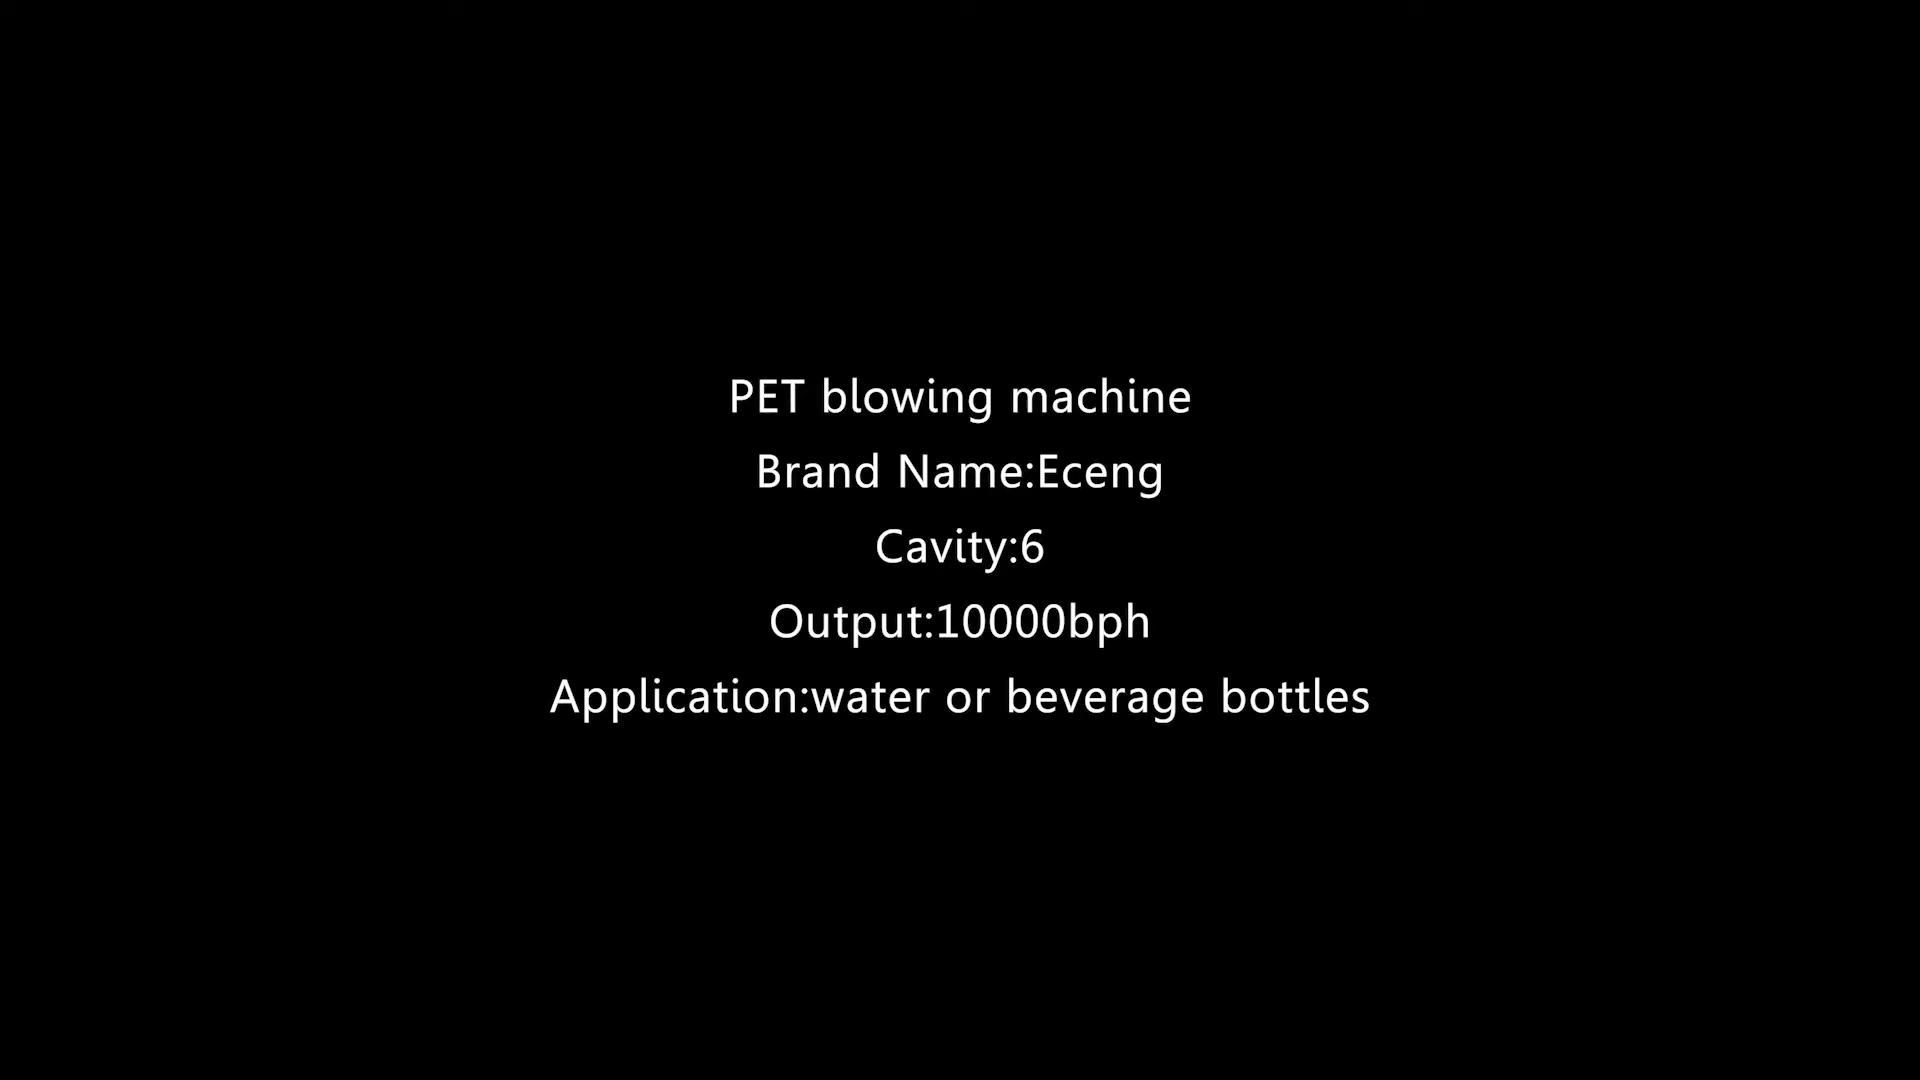 PET blowing machine
Brand Name:Eceng
Cavity:6
Output:10000bph
Application:water or beverage bottles